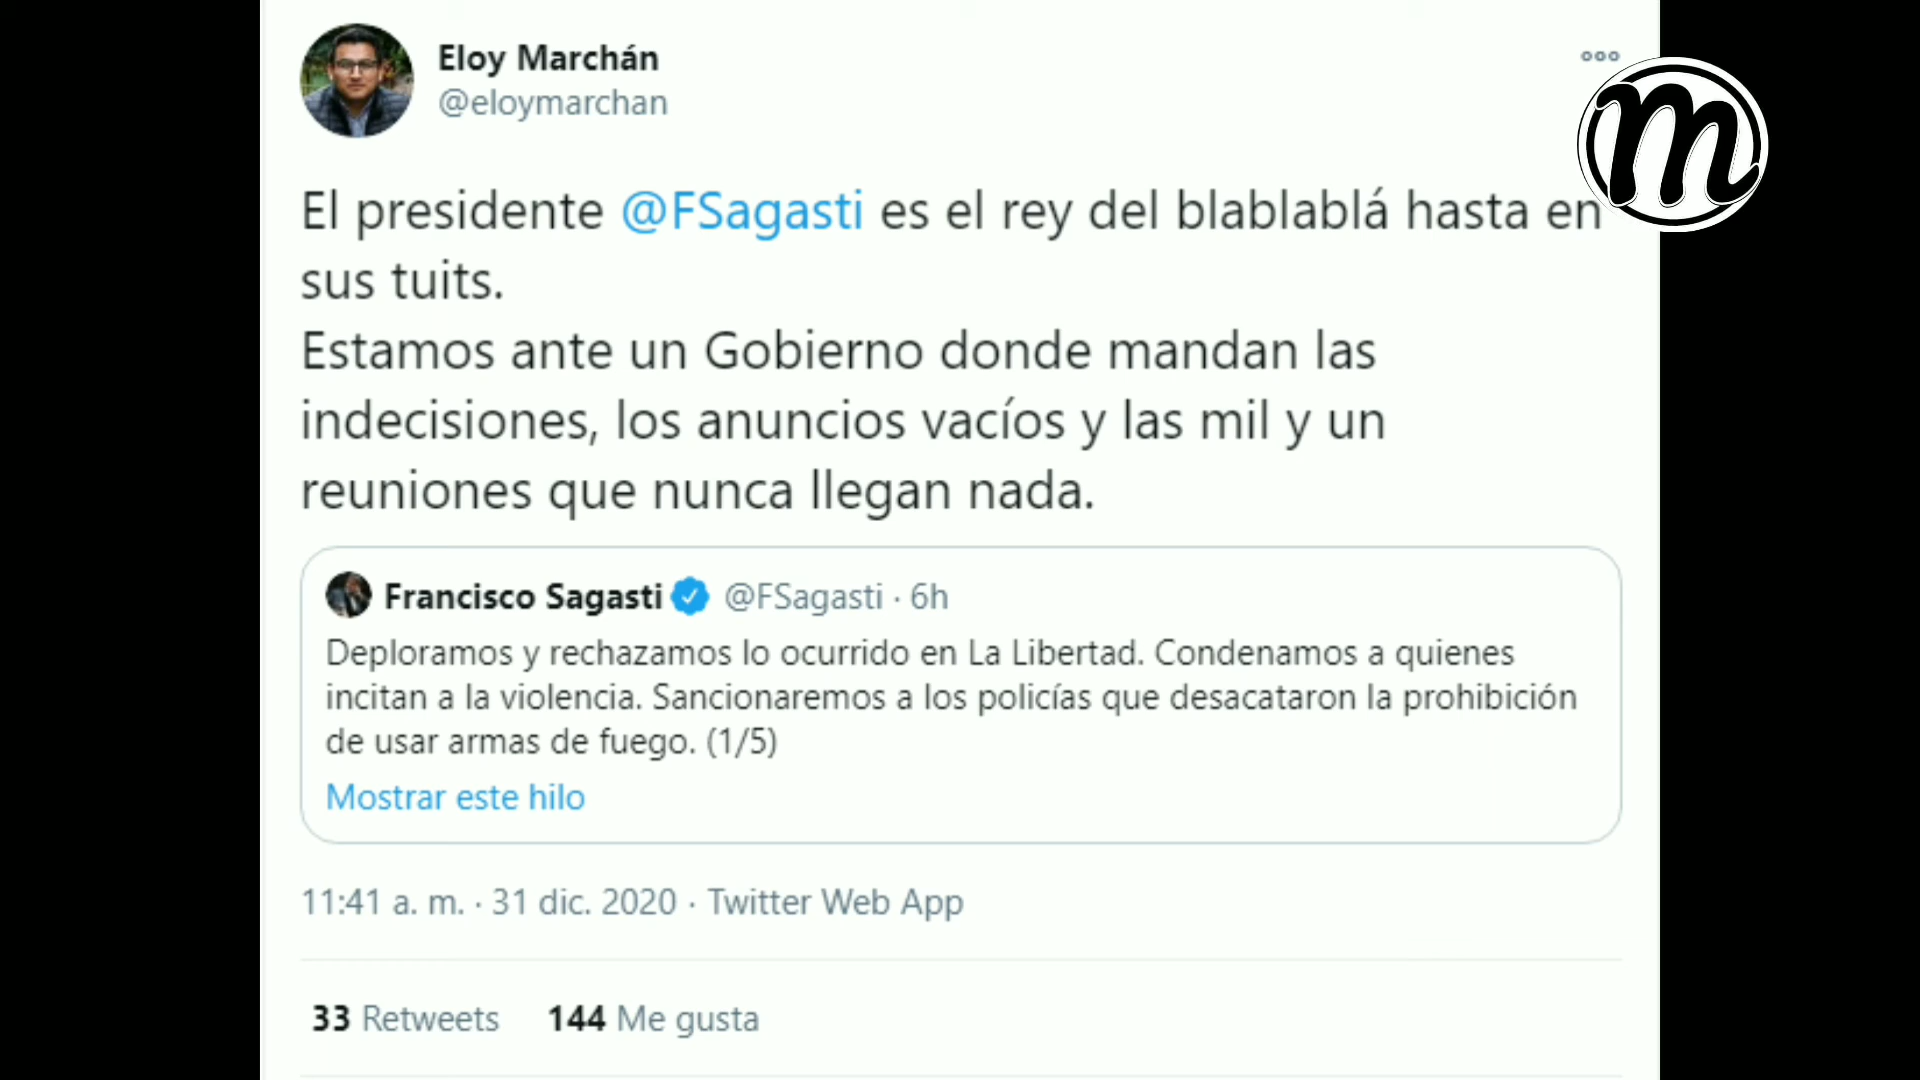 Eloy Marchán
@eloymarchan
m
El presidente @FSagasti es el rey del blablablá hasta en
sus tuits.
Estamos ante un Gobierno donde mandan las
indecisiones, los anuncios vacíos y las mil y un
reuniones que nunca llegan nada.
Francisco Sagasti @FSagasti · 6h
Deploramos y rechazamos lo ocurrido en La Libertad. Condenamos a quienes
incitan a la violencia. Sancionaremos a los policías que desacataron la prohibición
de usar armas de fuego. (1/5)
Mostrar este hilo
11:41 a. m. · 31 dic. 2020 · Twitter Web App
33 Retweets 144 Me gusta